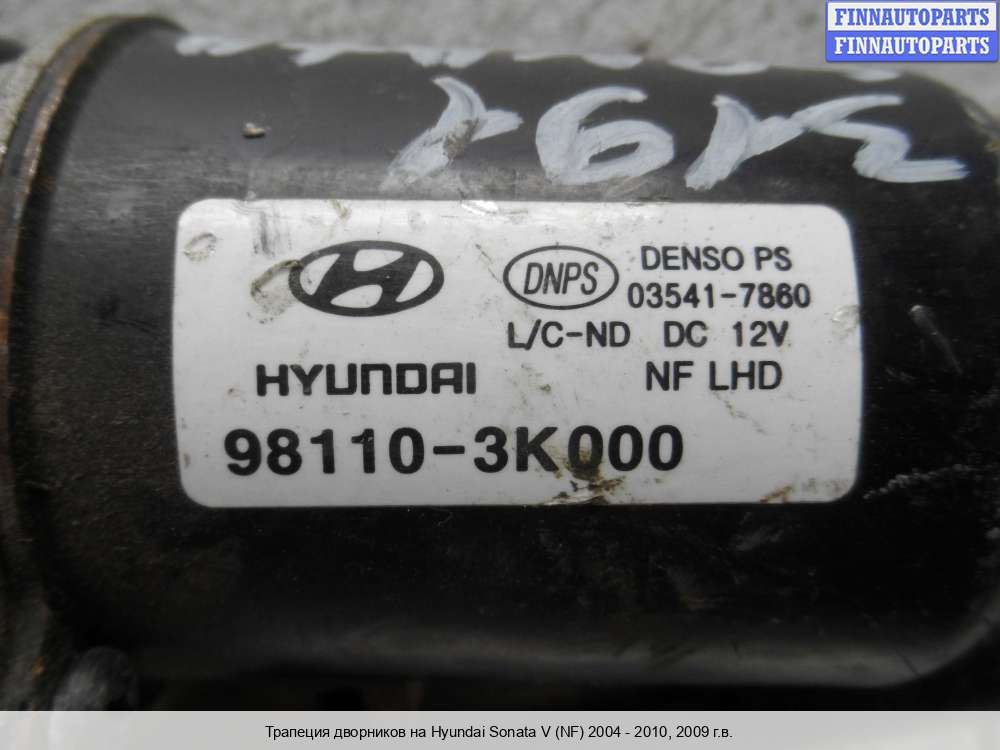 FINNAUTOPARTS
FINNAUTOPARTS
DNPS
DENSO PS
03541-7860
L/C-ND DC 12V
HYUNDAI
NF LHD
98110-3K000
Трапеция дворников на Hyundai Sonata V (NF) 2004 - 2010, 2009 г.в.